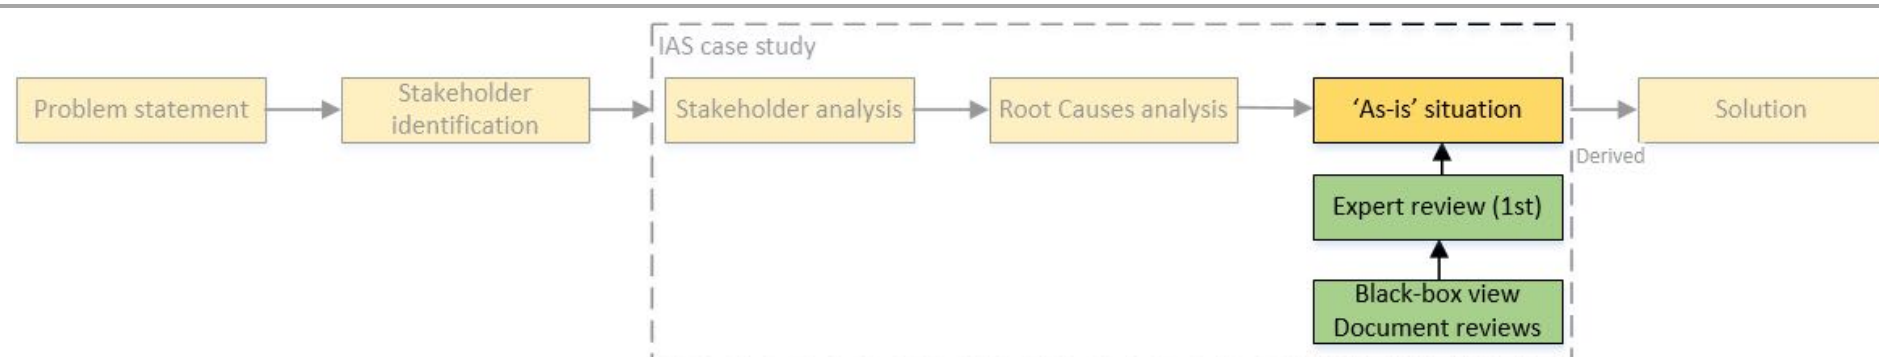 IAS case study
Problem statement
Stakeholder
identification
Stakeholder analysis
Root Causes analysis
‘As-is’ situation
Solution
Derived
Expert review (1st)
Black-box view
Document reviews